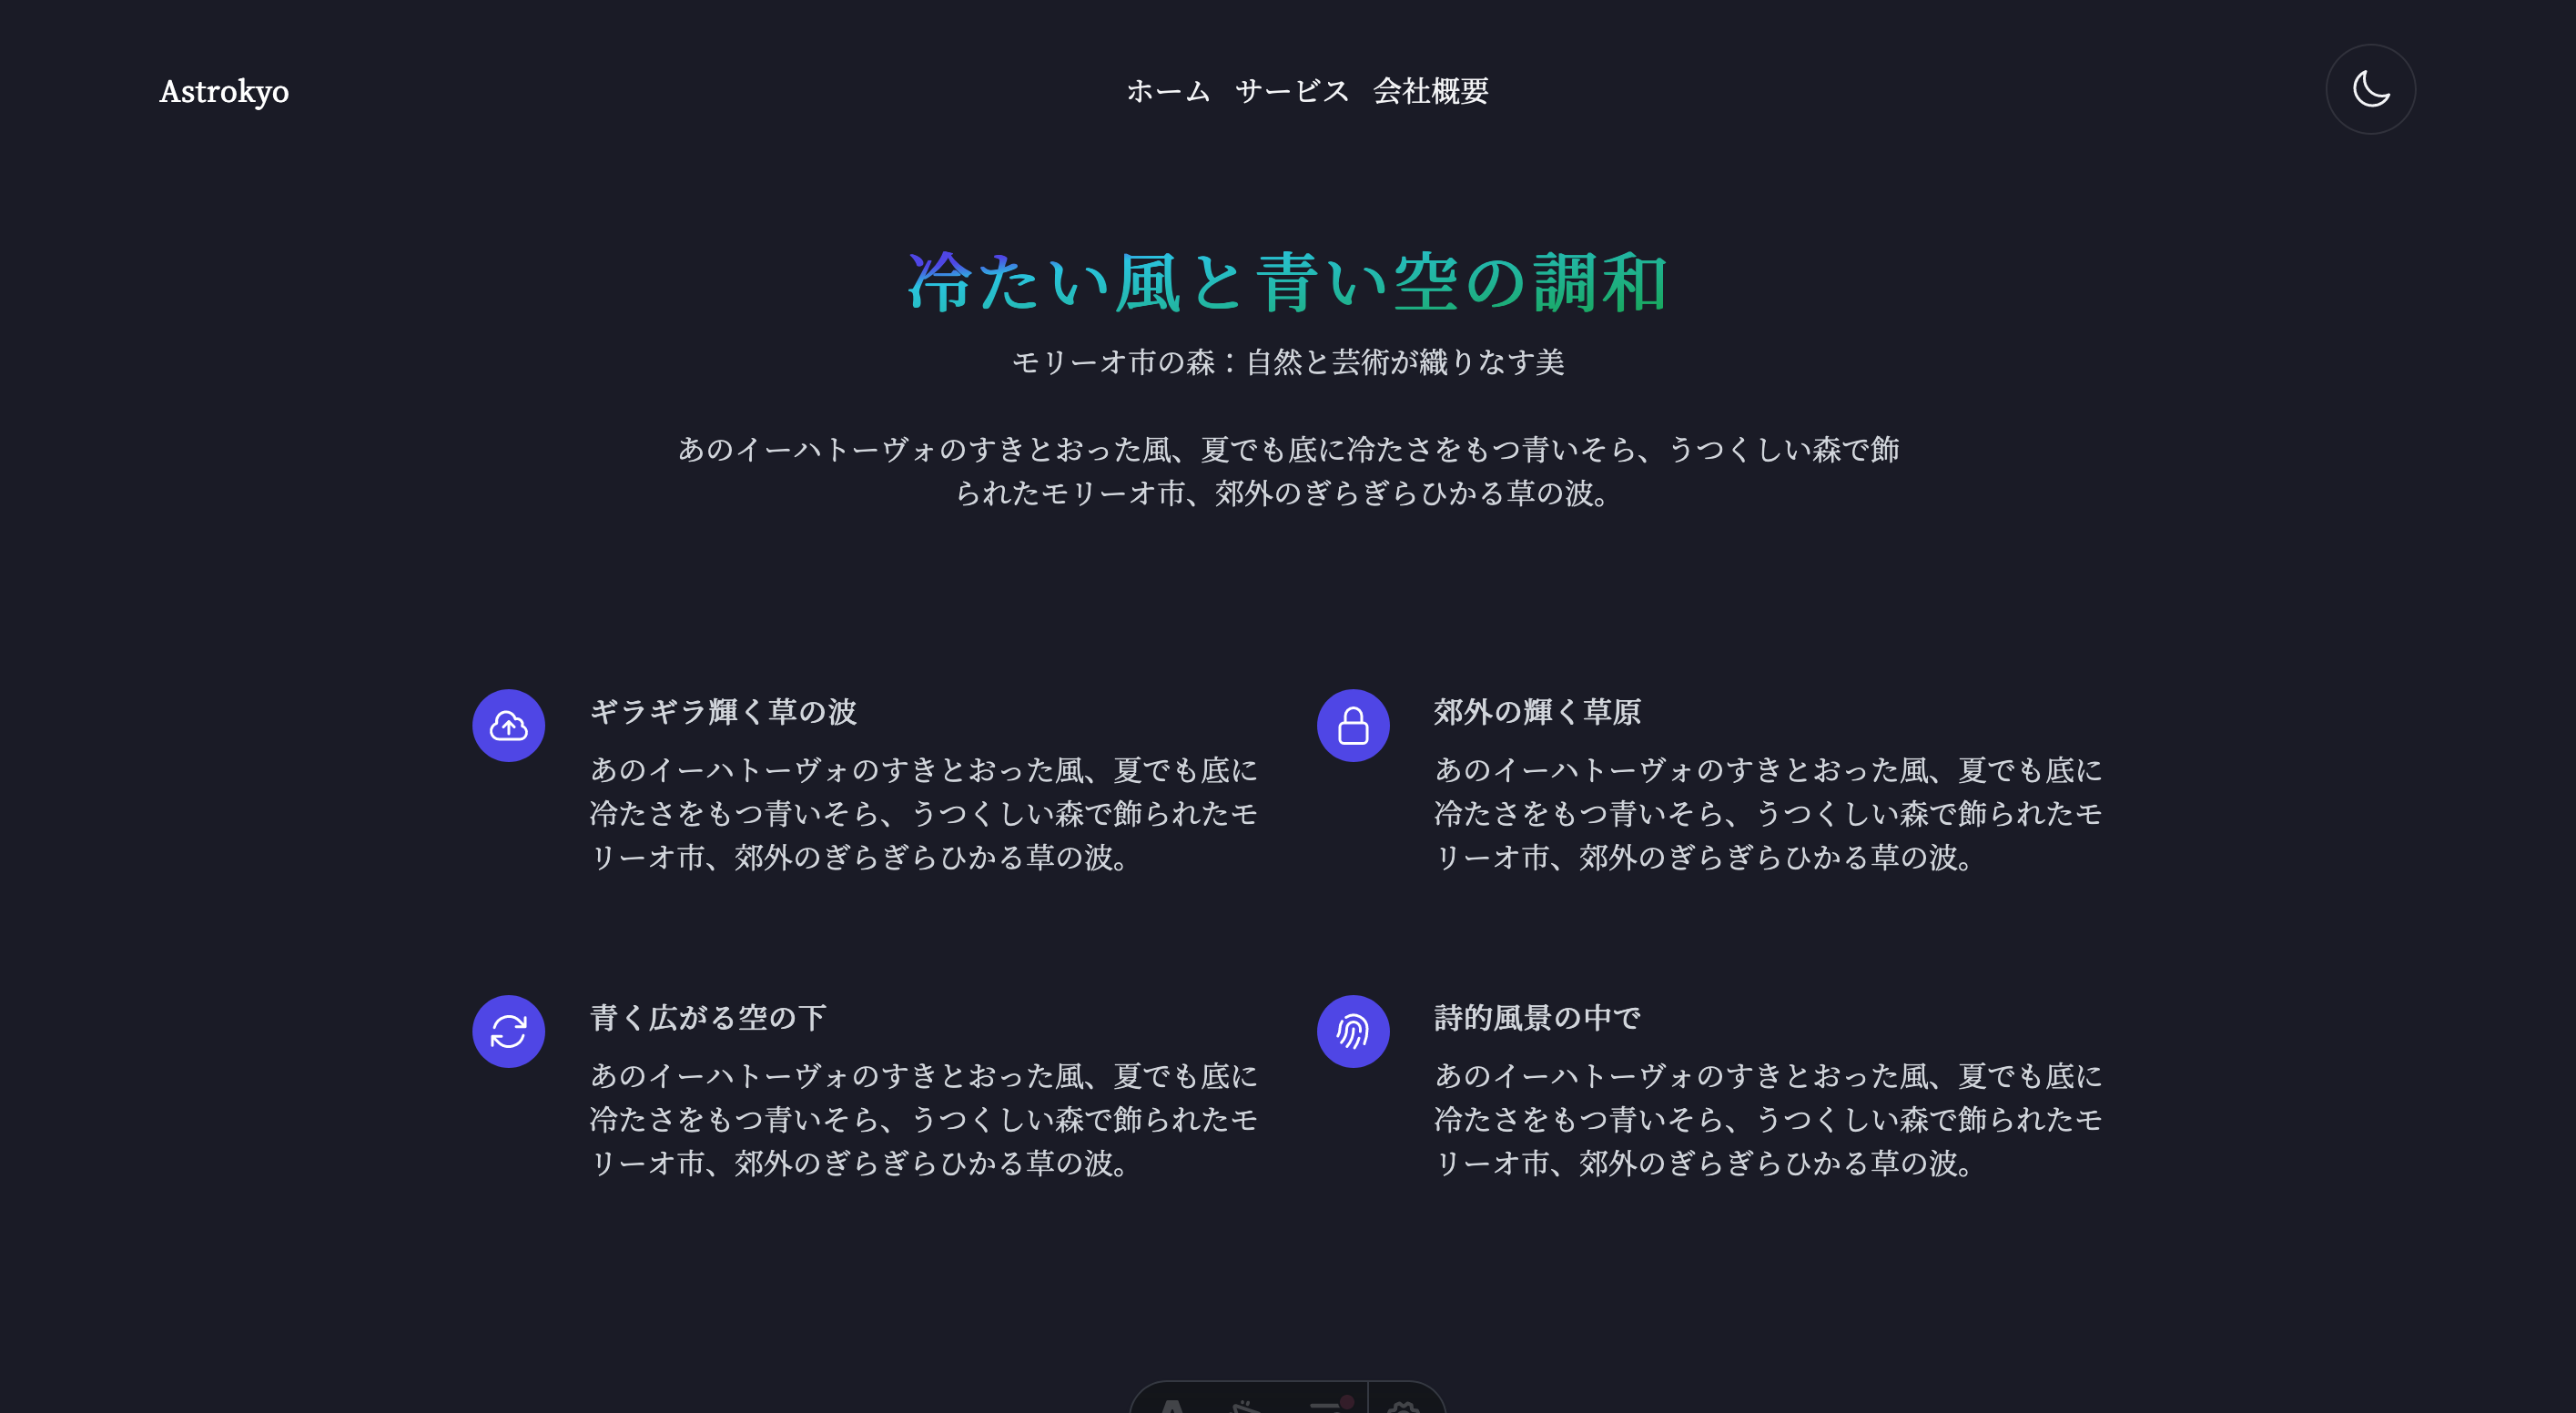 Astrokyo
ホーム サービス 会社概要
冷たい風と青い空の調和
モリーオ市の森：自然と芸術が織りなす美
あのイーハトーヴォのすきとおった風、夏でも底に冷たさをもつ青いそら、うつくしい森で飾
られたモリーオ市、郊外のぎらぎらひかる草の波。
ギラギラ輝く草の波
あのイーハトーヴォのすきとおった風、夏でも底に
冷たさをもつ青いそら、うつくしい森で飾られたモ
リーオ市、郊外のぎらぎらひかる草の波。
郊外の輝く草原
あのイーハトーヴォのすきとおった風、夏でも底に
冷たさをもつ青いそら、うつくしい森で飾られたモ
リーオ市、郊外のぎらぎらひかる草の波。
青く広がる空の下
あのイーハトーヴォのすきとおった風、夏でも底に
冷たさをもつ青いそら、うつくしい森で飾られたモ
リーオ市、郊外のぎらぎらひかる草の波。
詩的風景の中で
あのイーハトーヴォのすきとおった風、夏でも底に
冷たさをもつ青いそら、うつくしい森で飾られたモ
リーオ市、郊外のぎらぎらひかる草の波。